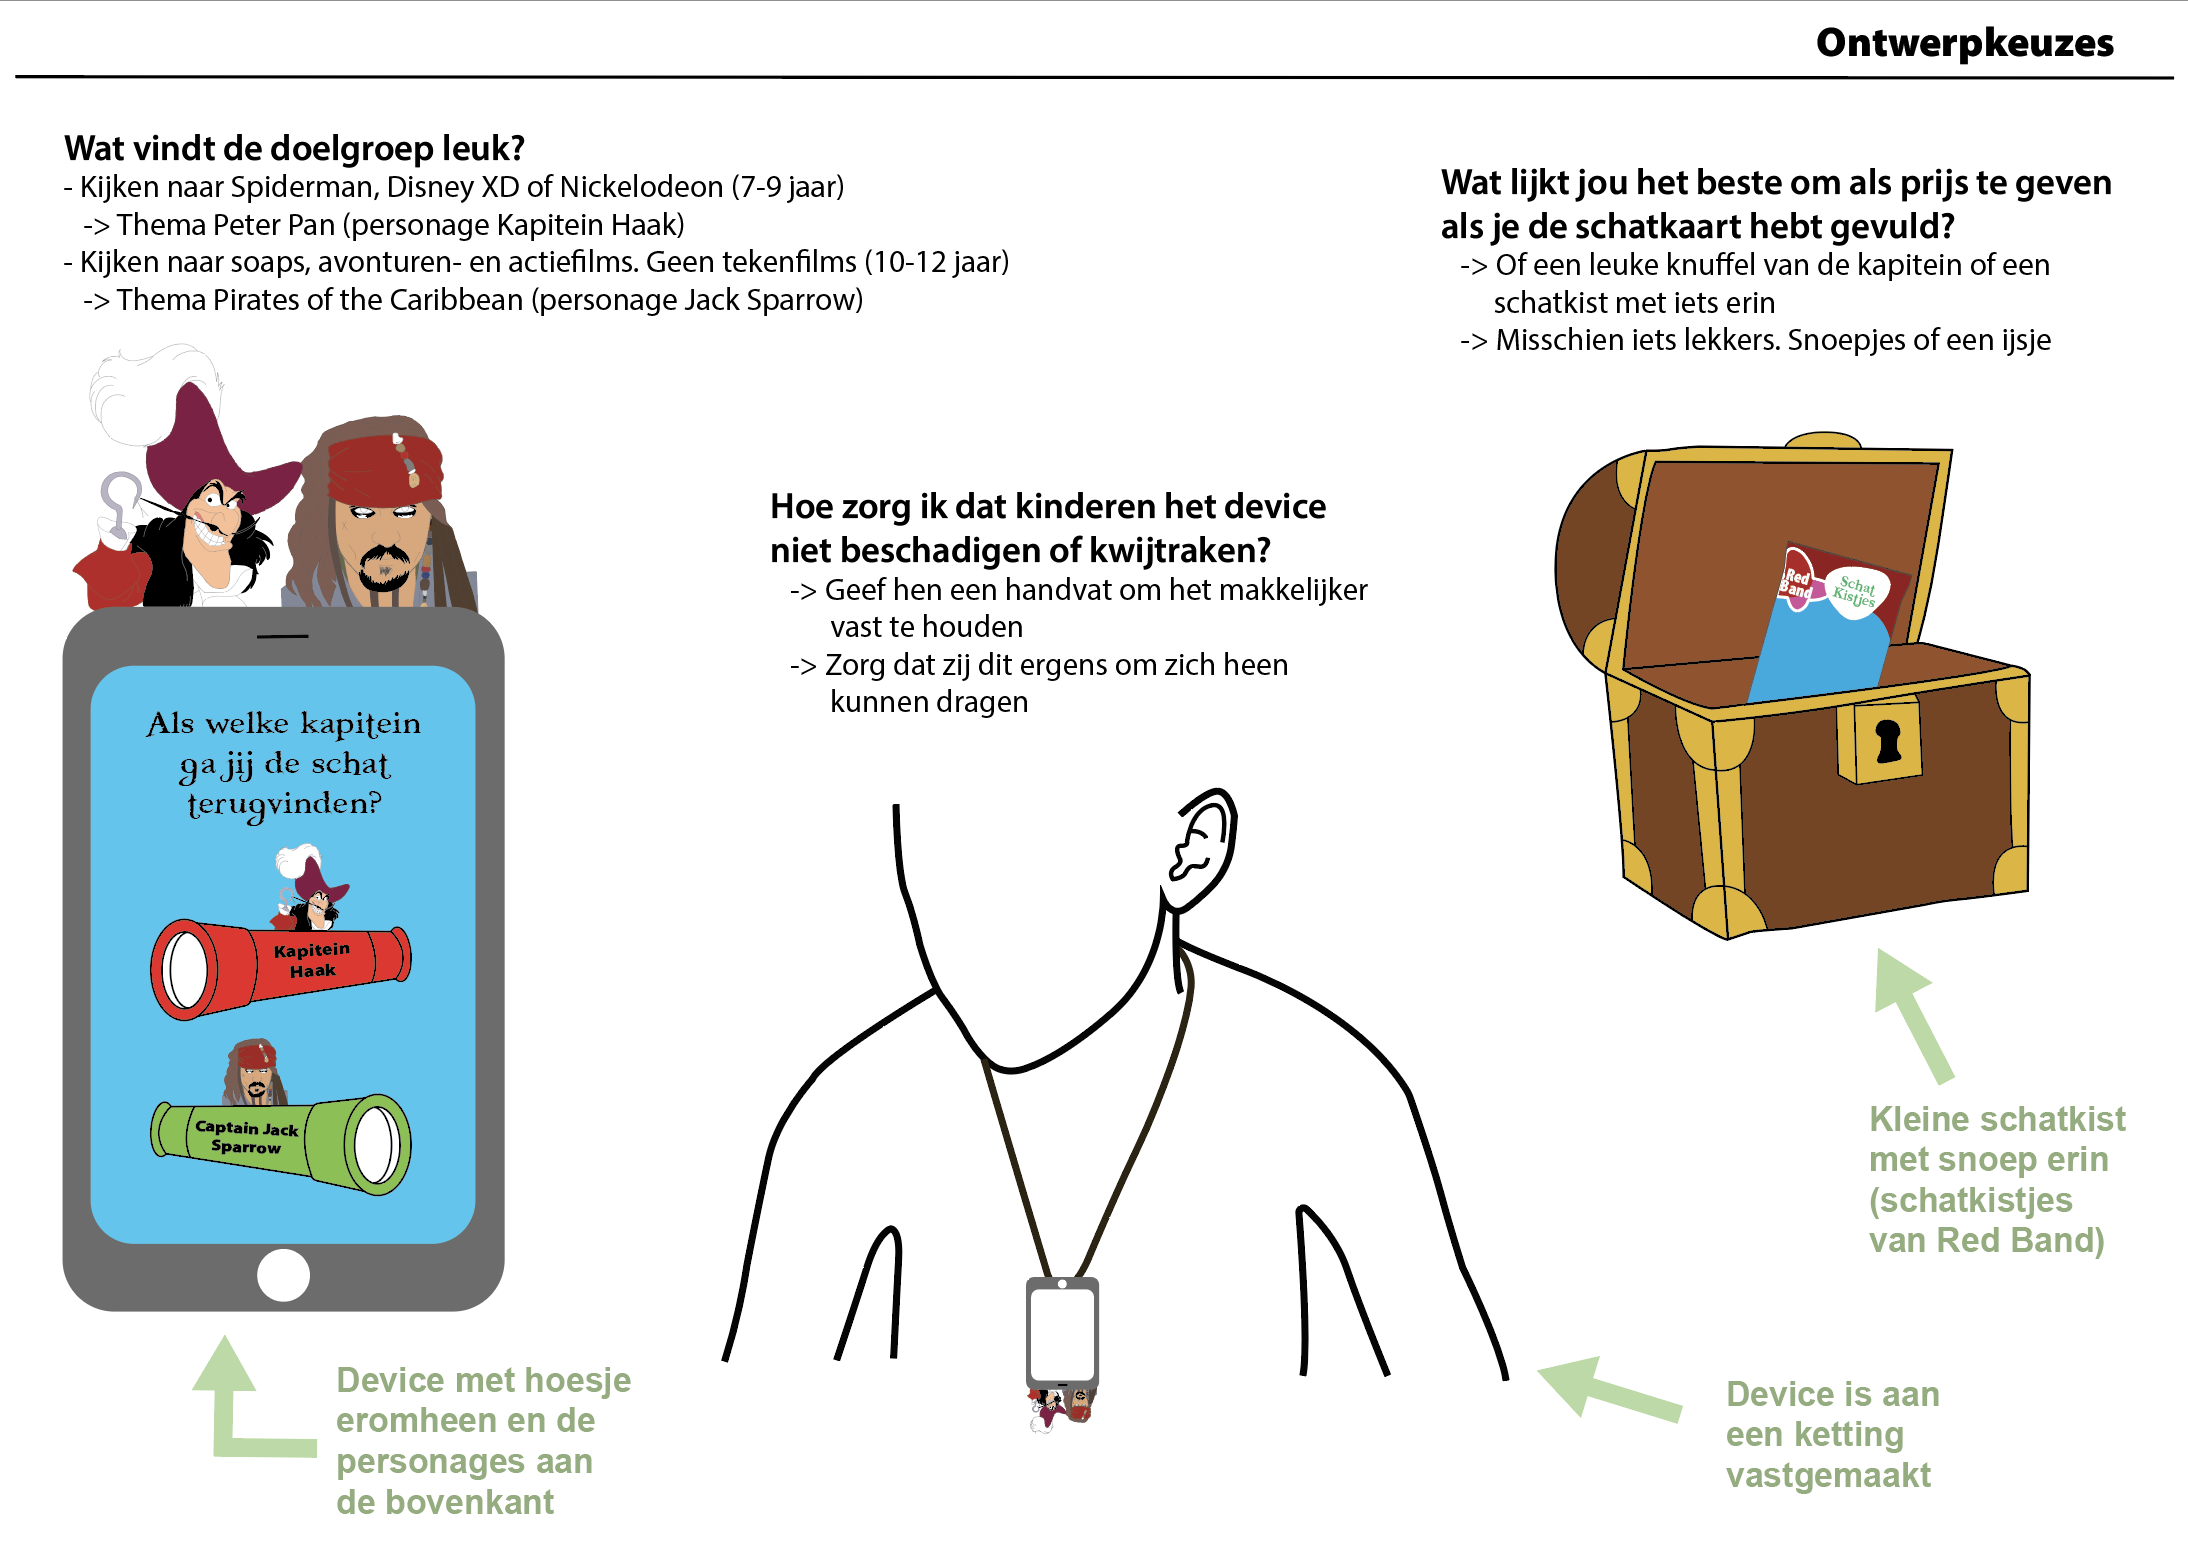 Ontwerpkeuzes
Wat vindt de doelgroep leuk?
- Kijken naar Spiderman, Disney XD of Nickelodeon (7-9 jaar)
-> Thema Peter Pan (personage Kapitein Haak)
- Kijken naar soaps, avonturen- en actiefilms. Geen tekenfilms (10-12 jaar)
-> Thema Pirates of the Caribbean (personage Jack Sparrow)
Als welke kapitein
ga jij de schat
terugvinden?
Kapitein
Haak
Captain Jack
Sparrow
Device met hoesje
eromheen en de
personages aan
de bovenkant
Hoe zorg ik dat kinderen het device
niet beschadigen of kwijtraken?
-> Geef hen een handvat om het makkelijker
vast te houden
-> Zorg dat zij dit ergens om zich heen
kunnen dragen
Device is aan
een ketting
vastgemaakt
Wat lijkt jou het beste om als prijs te geven
als je de schatkaart hebt gevuld?
-> Of een leuke knuffel van de kapitein of een
schatkist met iets erin
-> Misschien iets lekkers. Snoepjes of een ijsje
Red
Band
Schat
Kistjes
Kleine schatkist
met snoep erin
(schatkistjes
van Red Band)